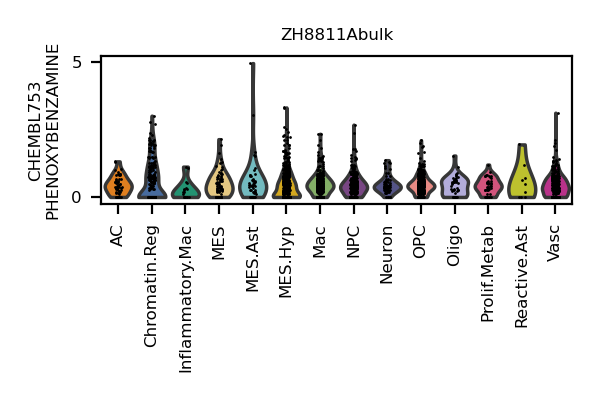 ZH8811Abulk
CHEMBL753
PHENOXYBENZAMINE
5
0
AC
Chromatin.Reg
Inflammatory.Mac
MES
MES.Ast
MES.Hyp
Mac
NPC
Neuron
OPC
Oligo
Prolif.Metab
Reactive.Ast
Vasc